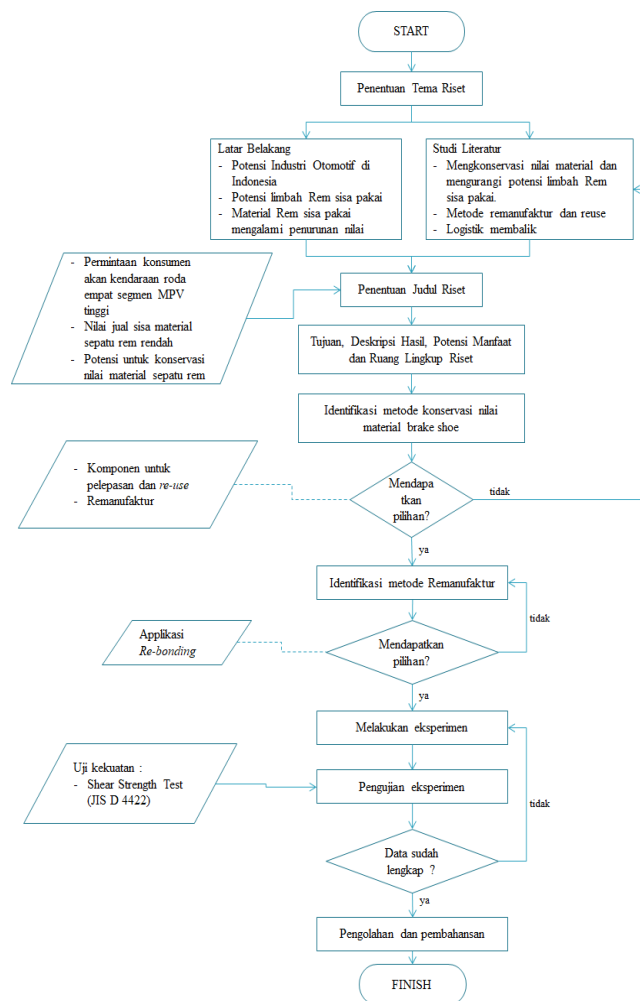 START
Penentuan Tema Riset
Latar Belakang
- Potensi Industri Otomotif di
Indonesia
- Potensi limbah Rem sisa pakai
- Material Rem sisa pakai
mengalami penurunan nilai
Studi Literatur
- Mengkonservasi nilai material dan
mengurangi potensi limbah Rem
sisa pakai.
- Metode remanufaktur dan reuse
- Logistik membalik
- Permintaan konsumen
akan kendaraan roda
empat segmen MPV
tinggi
- Nilai jual sisa material
sepatu rem rendah
- Potensi untuk konservasi
nilai material sepatu rem
Penentuan Judul Riset
Tujuan, Deskripsi Hasil, Potensi Manfaat
dan Ruang Lingkup Riset
Identifikasi metode konservasi nilai
material brake shoe
- Komponen untuk
pelepasan dan re-use
- Remanufaktur
Mendapa
tkan
pilihan?
tidak
ya
Identifikasi metode Remanufaktur
tidak
Applikasi
Re-bonding
Mendapatkan
pilihan?
ya
Melakukan eksperimen
Uji kekuatan :
- Shear Strength Test
(JIS D 4422)
Pengujian eksperimen
tidak
Data sudah
lengkap ?
ya
Pengolahan dan pembahansan
FINISH